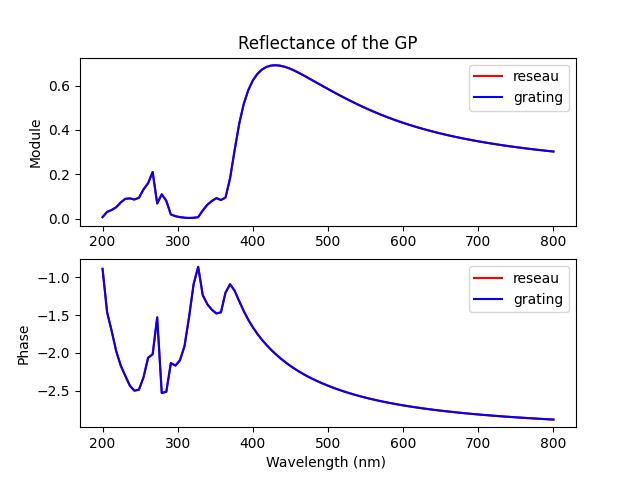 Reflectance of the GP
Module
0.6
0.4
0.2
0.0
reseau
grating
200 300 400 500 600 700 800
Phase
−1.0
−1.5
−2.0
−2.5
reseau
grating
200 300 400 500 600 700 800
Wavelength (nm)